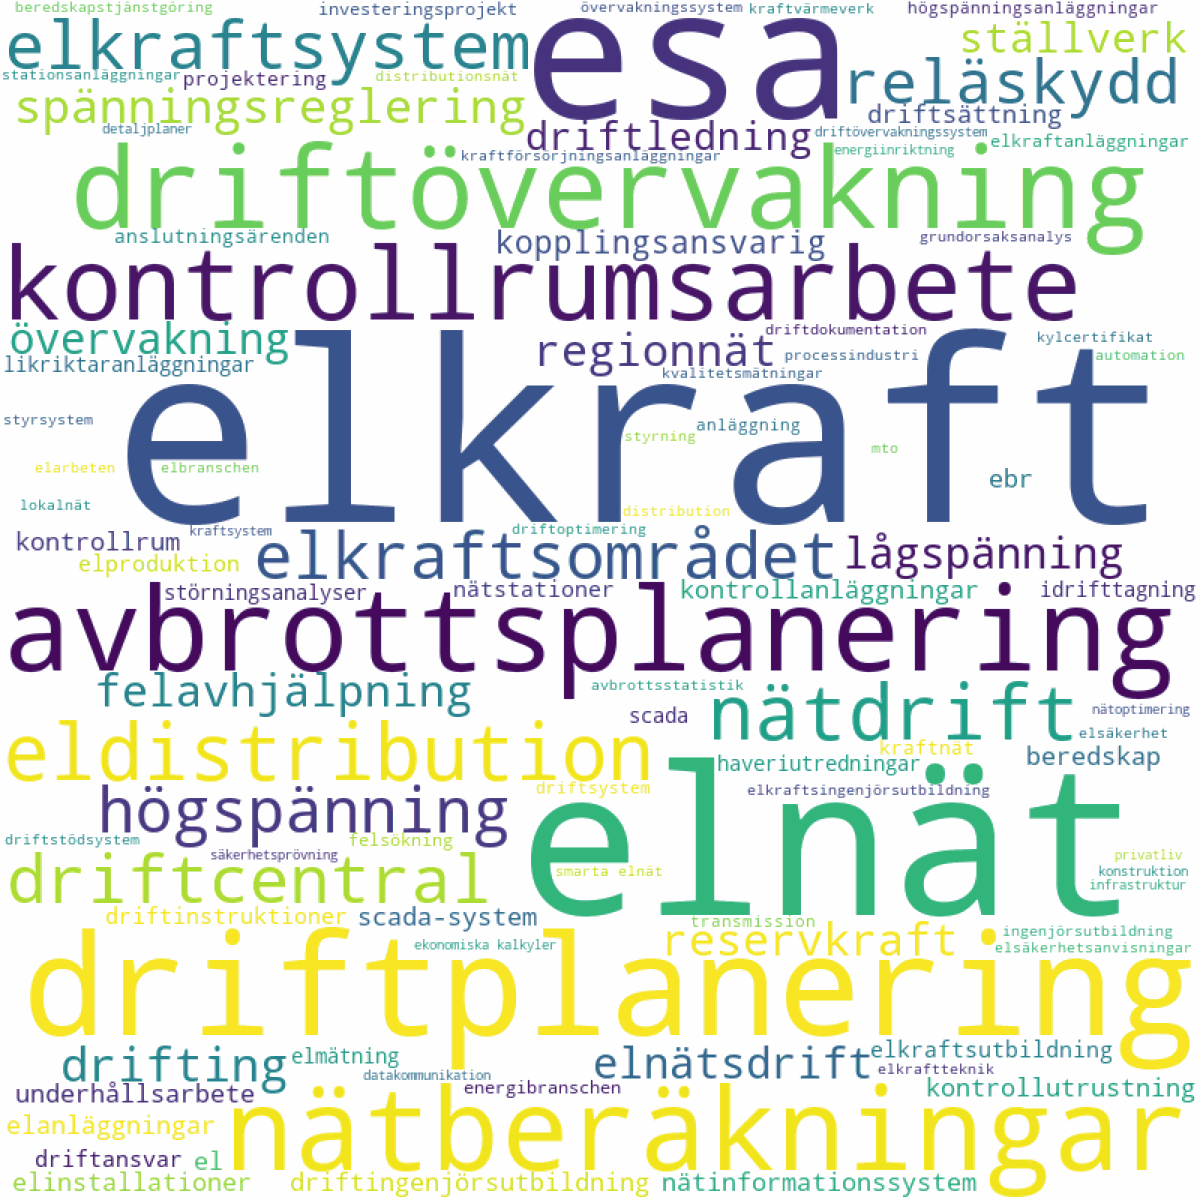 beredskapstjänstgöring
investeringsprojekt
övervakningssystem
kraftvärmeverk
högspänningsanläggningar
elkraftsystem
esa
ställverk
stationsanläggningar
projektering
distributionsnät
reläskydd
spänningsreglering
driftsättning
detaljplaner
driftledning
driftövervakningssystem
elkraftanläggningar
kraftförsörjningsanläggningar
energiinriktning
driftövervakning
anslutningsärenden
kopplingsansvarig
grundorsaksanalys
kontrollrumsarbete
övervakning
driftdokumentation
kylcertifikat
regionnät
processindustri
automation
likriktaranläggningar
kvalitetsmätningar
elkraft
styrsystem
anläggning
styrning
mto
elarbeten
elbranschen
ebr
lokalnät
distribution
kraftsystem
driftoptimering
kontrollrum
elkraftsområdet
lågspänning
elproduktion
störningsanalyser
nätstationer
kontrollanläggningar
idrifttagning
avbrottsplanering
felavhjälpning
avbrottsstatistik
nätdrift
scada
nätoptimering
elsäkerhet
eldistribution
kraftnät
beredskap
haveriutredningar
driftsystem
elkraftsingenjörsutbildning
högspänning
elnät
driftstödsystem
felsökning
säkerhetsprövning
privatliv
driftcentral
smarta elnät
konstruktion
infrastruktur
driftinstruktioner
scada-system
transmission
reservkraft
ingenjörsutbildning
ekonomiska kalkyler
elsäkerhetsanvisningar
driftplanering
drifting
elmätning
elnätsdrift
elkraftsutbildning
datakommunikation
elkraftteknik
underhållsarbete
energibranschen
kontrollutrustning
nätberäkningar
elanläggningar
driftansvar
el
elinstallationer
driftingenjörsutbildning
nätinformationssystem